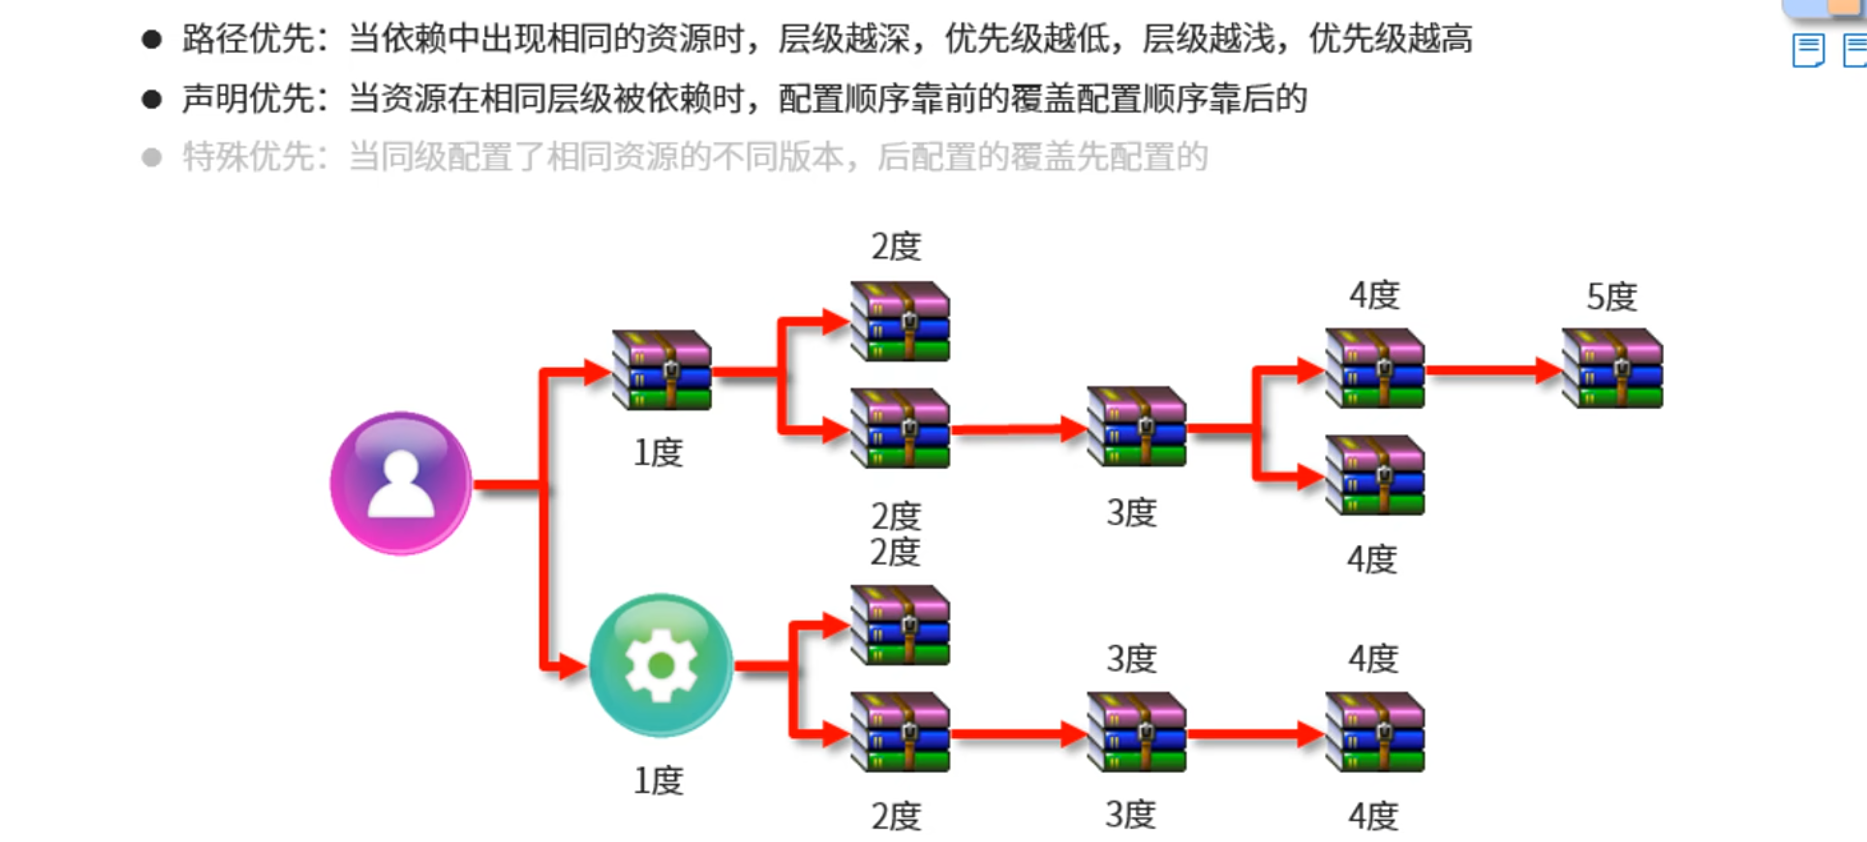 ● 路径优先：当依赖中出现相同的资源时，层级越深，优先级越低，层级越浅，优先级越高
● 声明优先：当资源在相同层级被依赖时，配置顺序靠前的覆盖配置顺序靠后的
● 特殊优先：当同级配置了相同资源的不同版本，后配置的覆盖先配置的
2度
4度
5度
1度
2度
3度
2度
4度
3度
4度
1度
2度
3度
4度